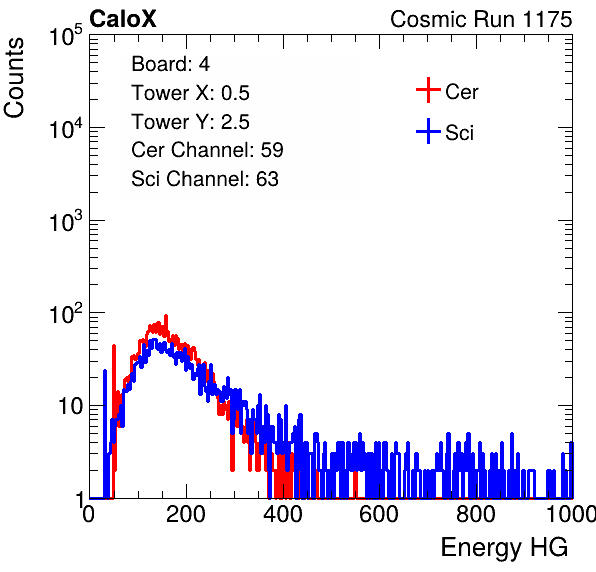 CaloX Cosmic Run 1175
Counts
10^5
10^4
10^3
10^2
10
1
Board: 4
Tower X: 0.5
Tower Y: 2.5
Cer Channel: 59
Sci Channel: 63
Cer
Sci
0 200 400 600 800 1000
Energy HG